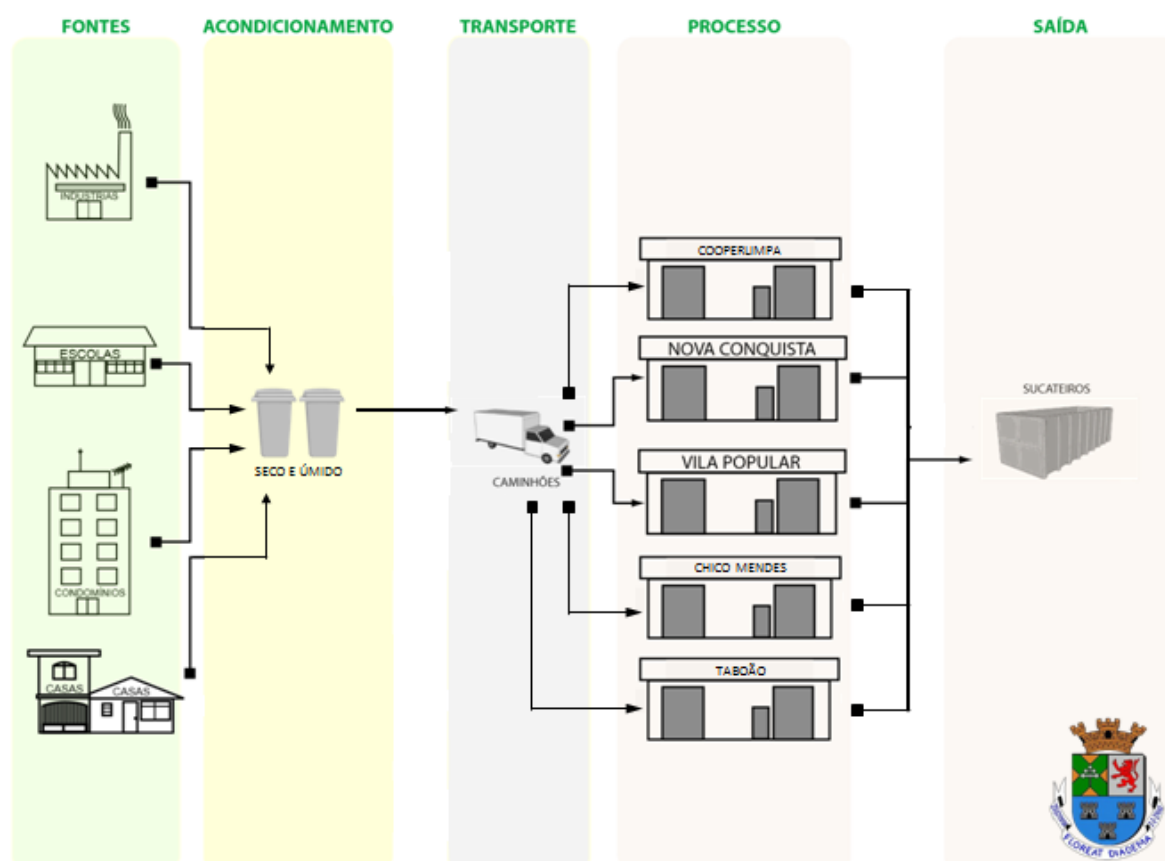 FONTES
ACONDICIONAMENTO
TRANSPORTE
PROCESSO
SAÍDA
INDÚSTRIAS
ESCOLAS
CONDOMÍNIOS
CASAS
CASAS
SECO E ÚMIDO
CAMINHÕES
COOPERLIMPA
NOVA CONQUISTA
VILA POPULAR
CHICO MENDES
TABOÃO
SUCATEIROS
FLOREAT DIADEMA